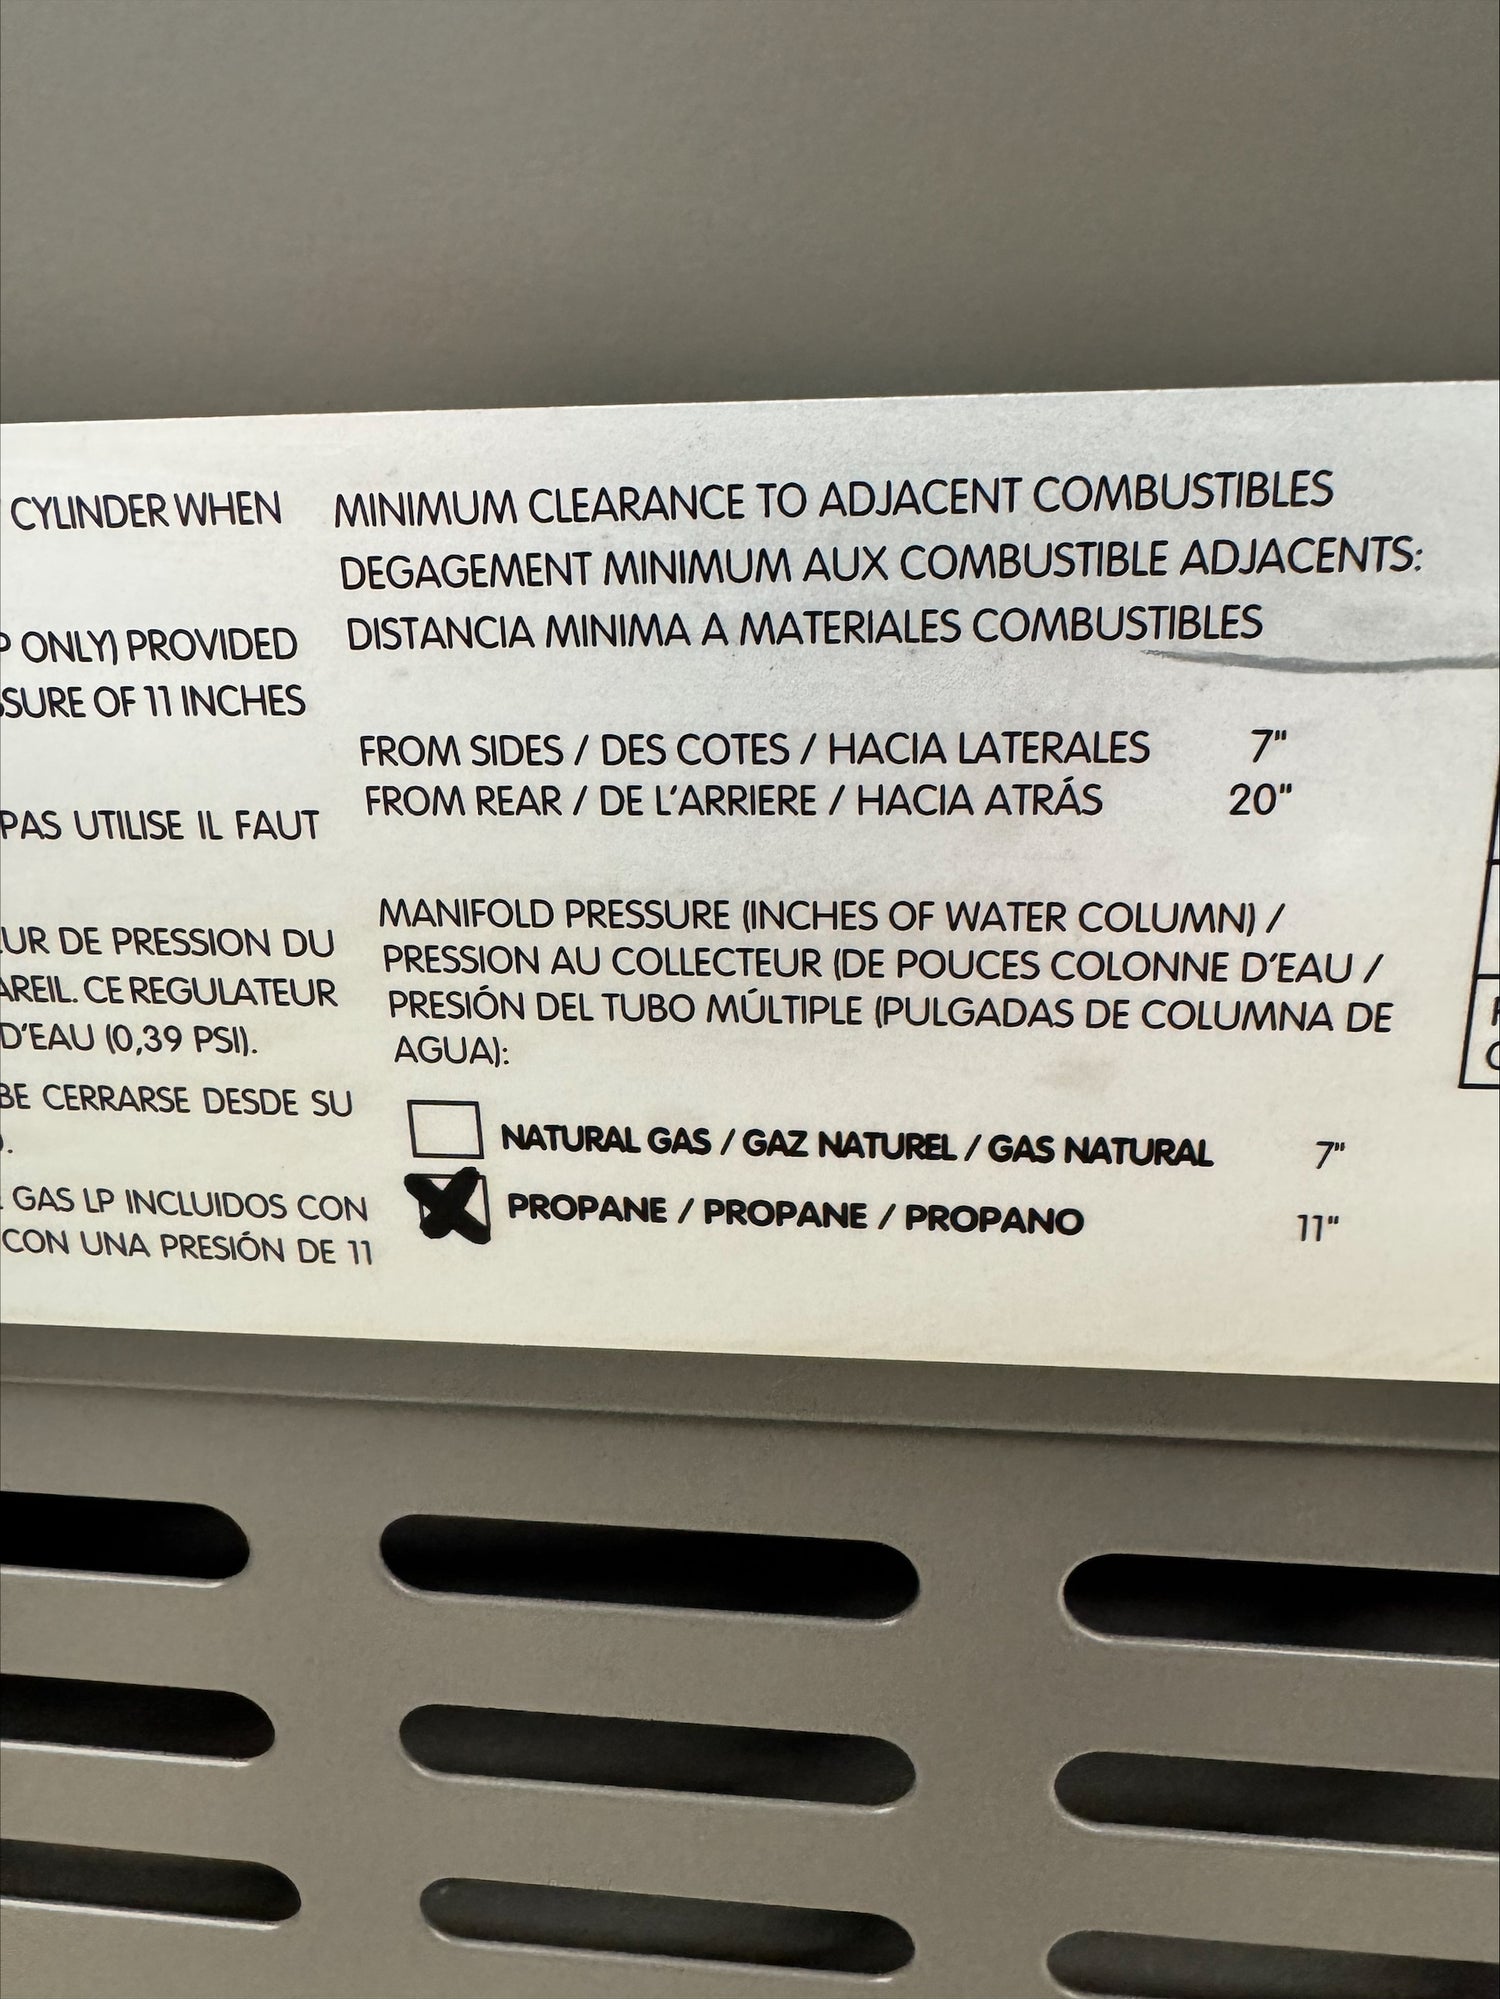 CYLINDER WHEN
ONLY) PROVIDED
OF 11 INCHES
PAS UTILISE IL FAUT
DE PRESSION DU
CE REGULATEUR
D'EAU (0,39 PSI).
CERRARSE DESDE SU
GAS LP INCLUIDOS CON
CON UNA PRESIÓN DE 11
MINIMUM CLEARANCE TO ADJACENT COMBUSTIBLES
DEGAGEMENT MINIMUM AUX COMBUSTIBLE ADJACENTS:
DISTANCIA MINIMA A MATERIALES COMBUSTIBLES
FROM SIDES / DES COTES / HACIA LATERALES 7"
FROM REAR / DE L'ARRIERE / HACIA ATRÁS 20"
MANIFOLD PRESSURE (INCHES OF WATER COLUMN) /
PRESSION AU COLLECTEUR (DE POUCES COLONNE D'EAU /
PRESIÓN DEL TUBO MÚLTIPLE (PULGADAS DE COLUMNA DE
AGUA):
NATURAL GAS / GAZ NATUREL / GAS NATURAL 7"
PROPANE / PROPANE / PROPANO 11"